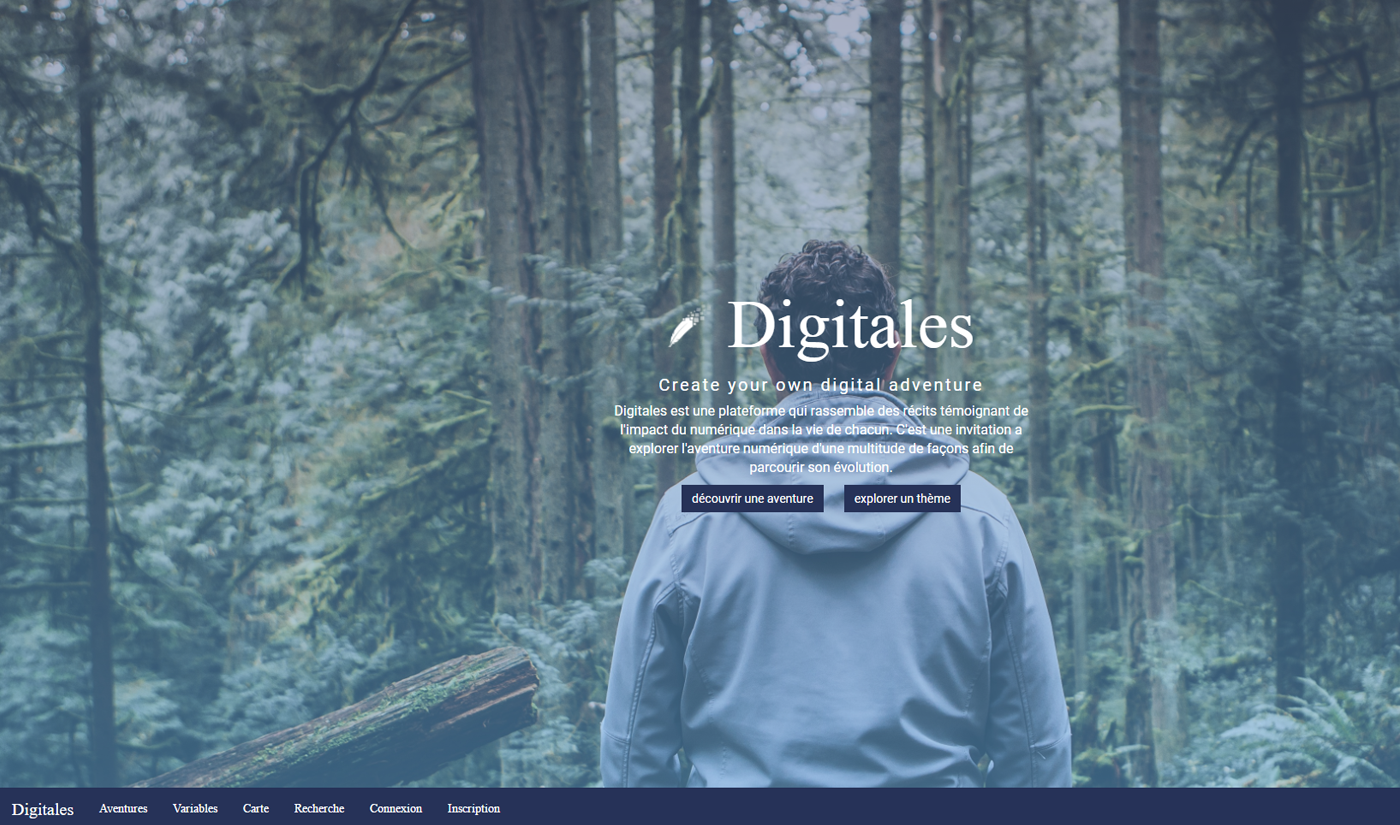 Digitales
Create your own digital adventure
Digitales est une plateforme qui rassemble des récits témoignant de
l'impact du numérique dans la vie de chacun. C'est une invitation a
explorer l'aventure numérique d'une multitude de façons afin de
parcourir son évolution.
découvrir une aventure explorer un thème
Digitales Aventures Variables Carte Recherche Connexion Inscription